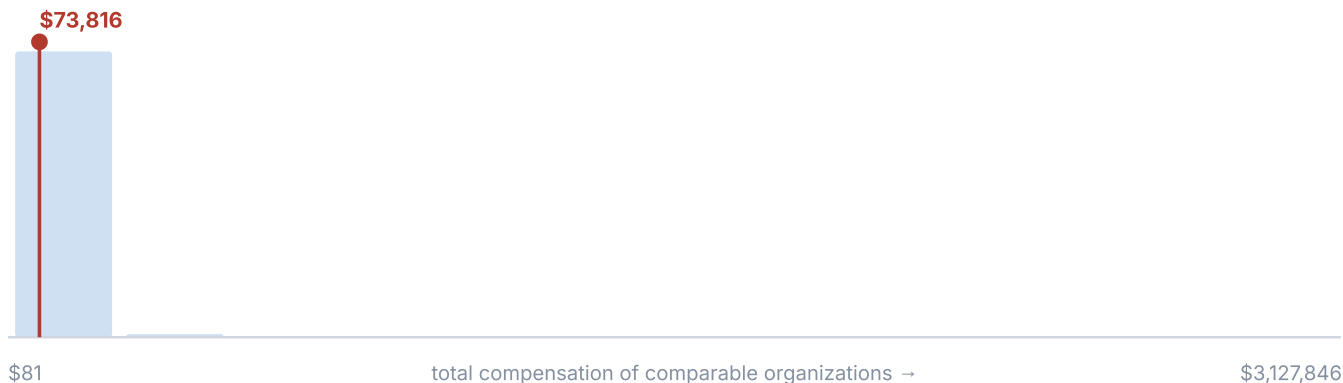 $73,816
$81 total compensation of comparable organizations → $3,127,846